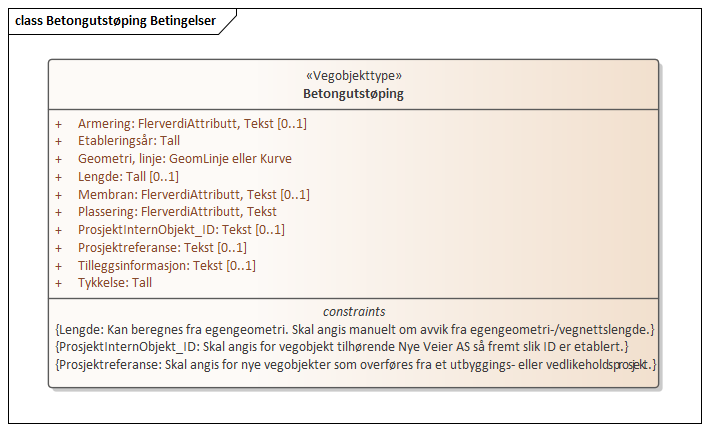 class Betongutstøping Betingelser
«Vegobjekttype»
Betongutstøping
+ Armering: FlerverdiAttributt, Tekst [0..1]
+ Etableringsår: Tall
+ Geometri, linje: GeomLinje eller Kurve
+ Lengde: Tall [0..1]
+ Membran: FlerverdiAttributt, Tekst [0..1]
+ Plassering: FlerverdiAttributt, Tekst
+ ProsjektInternObjekt_ID: Tekst [0..1]
+ Prosjektreferanse: Tekst [0..1]
+ Tilleggsinformasjon: Tekst [0..1]
+ Tykkelse: Tall
constraints
{Lengde: Kan beregnes fra egengeometri. Skal angis manuelt om avvik fra egengeometri-/vegnettslengde.}
{ProsjektInternObjekt_ID: Skal angis for vegobjekt tilhørende Nye Veier AS så fremt slik ID er etablert.}
{Prosjektreferanse: Skal angis for nye vegobjekter som overføres fra et utbyggings- eller vedlikeholdsprosjekt.}